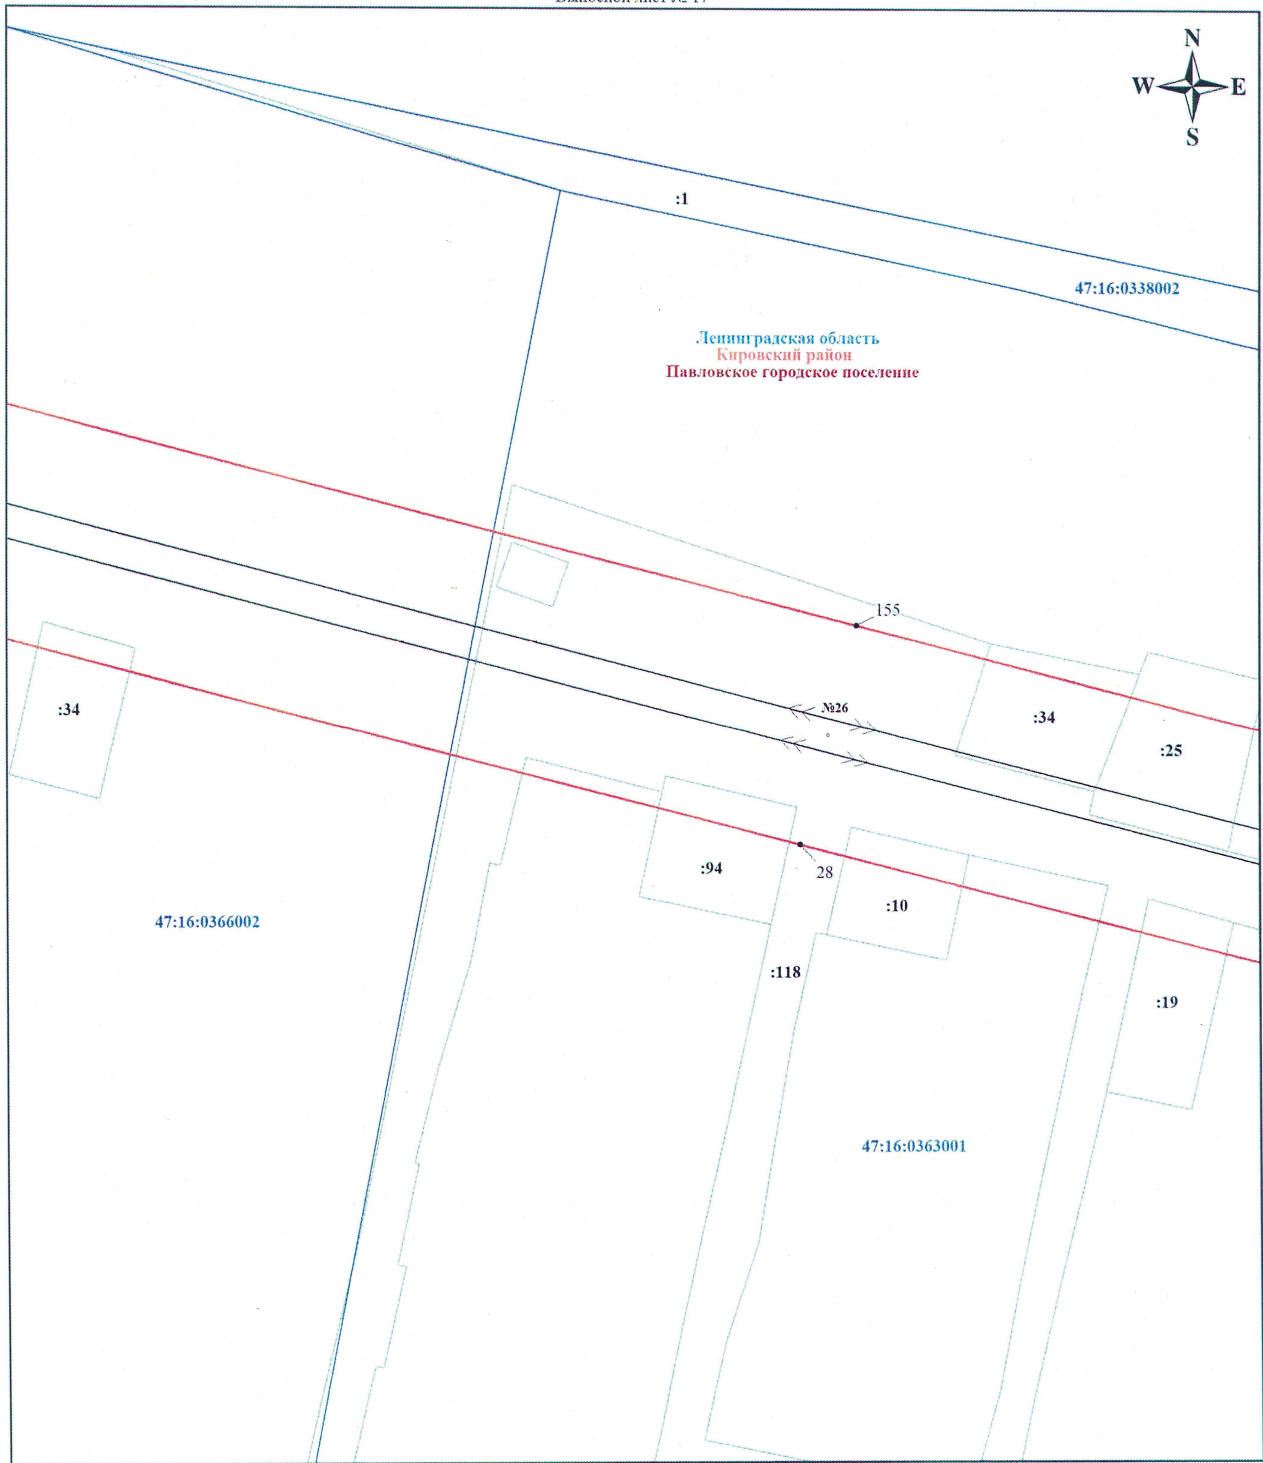 N
W E
S
:1
47:16:0338002
Ленинградская область
Кировский район
Павловское городское поселение
155
:34
№26
:34
:25
:94
28
:10
47:16:0366002
:118
:19
47:16:0363001